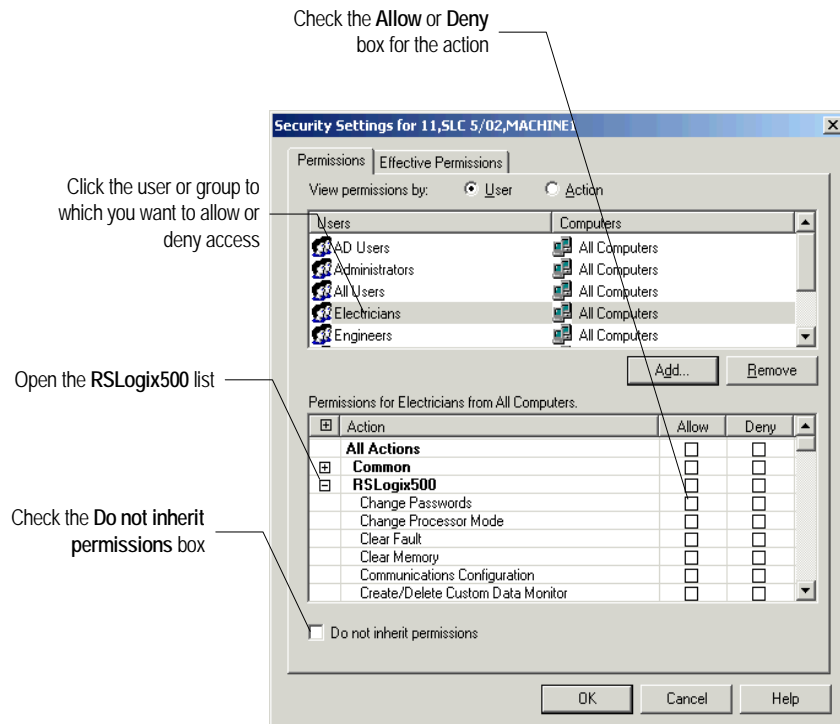 Check the Allow or Deny
box for the action
Security Settings for 11,SLC 5/02,MACHINE1
Permissions
Effective Permissions
View permissions by:
User
Action
Click the user or group to
which you want to allow or
deny access
Users
Computers
AD Users
All Computers
Administrators
All Computers
All Users
All Computers
Electricians
All Computers
Engineers
All Computers
Add...
Remove
Open the RSLogix500 list
Permissions for Electricians from All Computers.
Action
Allow
Deny
All Actions
Common
RSLogix500
Change Passwords
Change Processor Mode
Clear Fault
Clear Memory
Communications Configuration
Create/Delete Custom Data Monitor
Check the Do not inherit
permissions box
Do not inherit permissions
OK
Cancel
Help